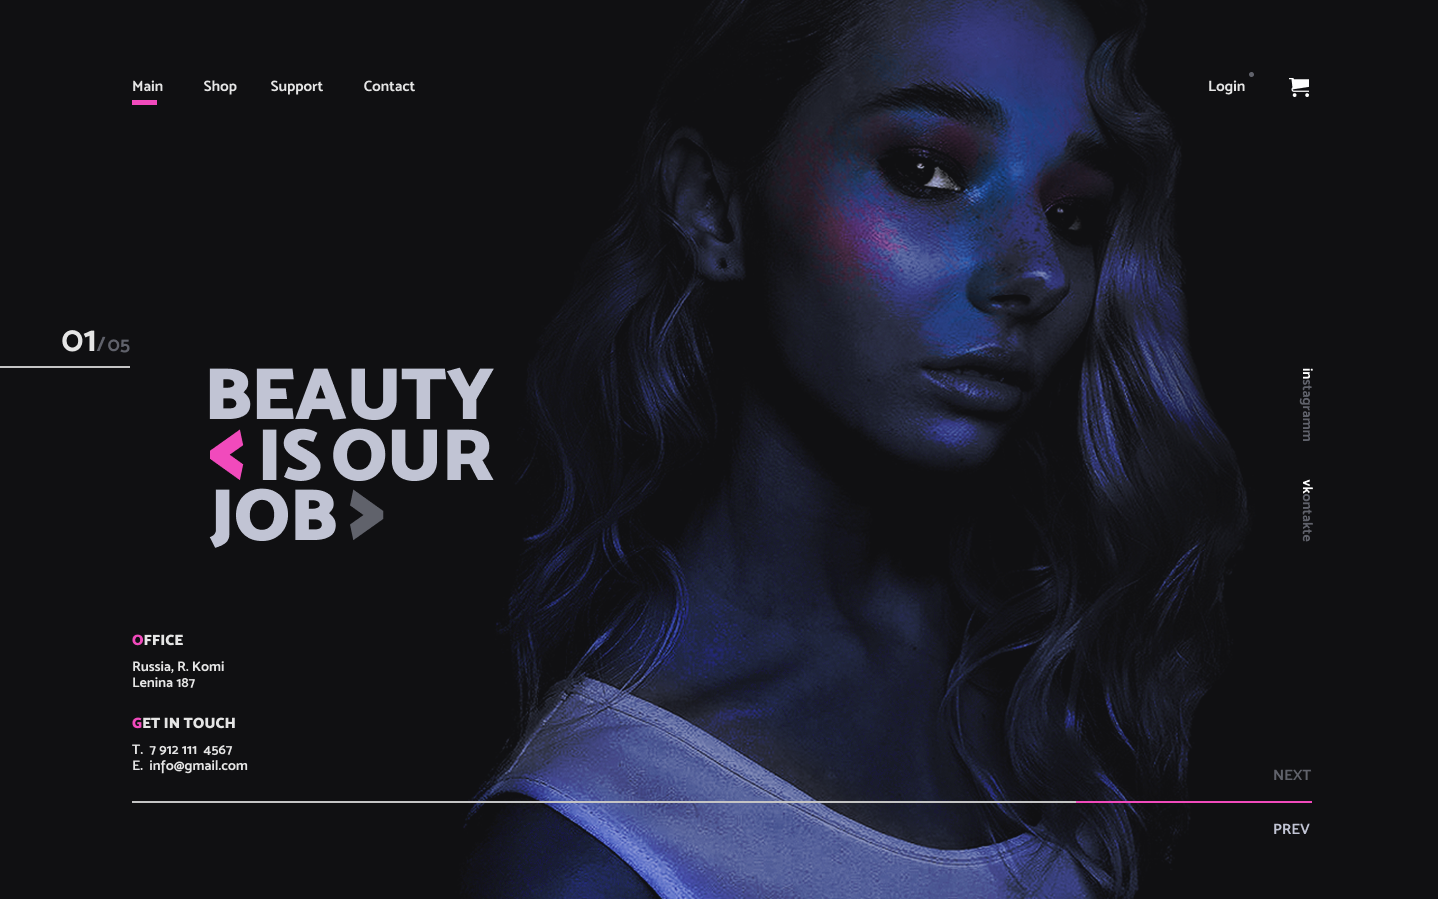 Main Shop Support Contact Login
01/05
BEAUTY
< IS OUR
JOB >
instagramm
vkontakte
OFFICE
Russia, R. Komi
Lenina 187
GET IN TOUCH
T. 7 912 111 4567
E. info@gmail.com
NEXT
PREV